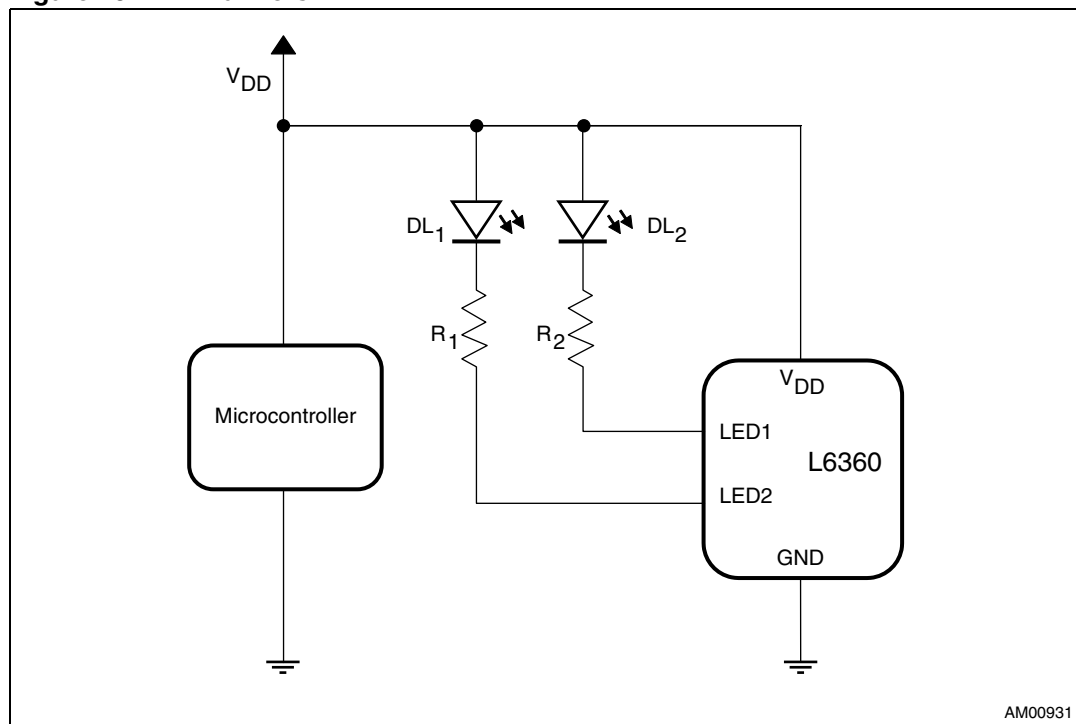 V_DD
DL_1
DL_2
R_1
R_2
V_DD
Microcontroller
LED1
L6360
LED2
GND
AM00931